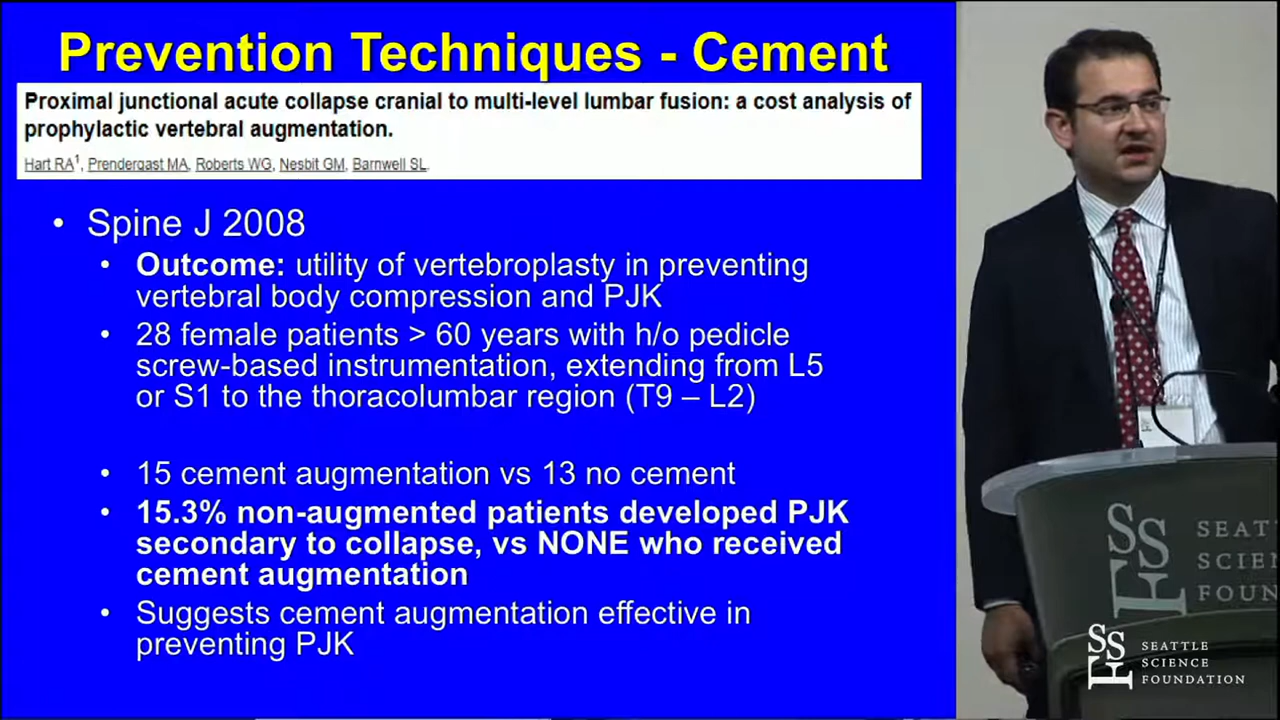 Prevention Techniques - Cement
Proximal junctional acute collapse cranial to multi-level lumbar fusion: a cost analysis of
prophylactic vertebral augmentation.
Hart RA1, Prendergast MA, Roberts WG, Nesbit GM, Barnwell SL.
• Spine J 2008
• Outcome: utility of vertebroplasty in preventing
vertebral body compression and PJK
• 28 female patients > 60 years with h/o pedicle
screw-based instrumentation, extending from L5
or S1 to the thoracolumbar region (T9 – L2)
• 15 cement augmentation vs 13 no cement
• 15.3% non-augmented patients developed PJK
secondary to collapse, vs NONE who received
cement augmentation
• Suggests cement augmentation effective in
preventing PJK
SSF
SEAT
SCIEN
FOUN
SSF
SEATTLE
SCIENCE
FOUNDATION